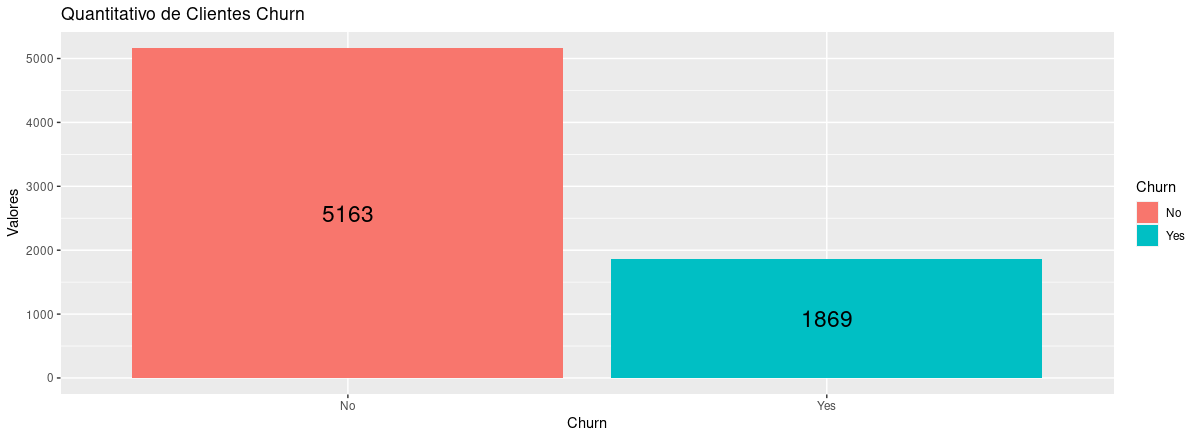 Quantitativo de Clientes Churn
Valores
5000
4000
3000
2000
1000
0
5163
1869
No
Yes
Churn
Churn
No
Yes